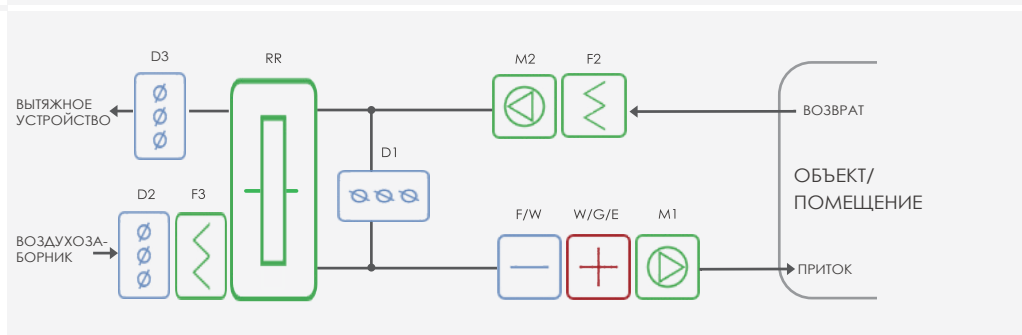 D3
RR
M2
F2
ВЫТЯЖНОЕ
УСТРОЙСТВО
ВОЗВРАТ
D1
ОБЪЕКТ/
ПОМЕЩЕНИЕ
D2
F3
F/W
W/G/E
M1
ВОЗДУХОЗА-
БОРНИК
ПРИТОК